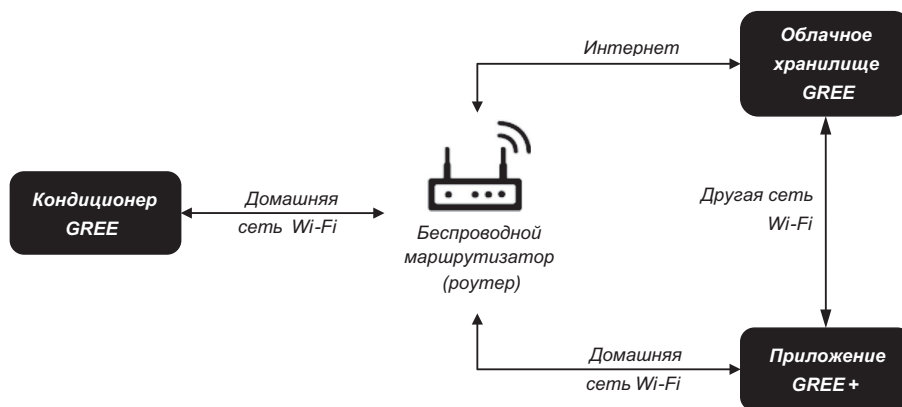 Интернет
Облачное
хранилище
GREE
Кондиционер
GREE
Домашняя
сеть Wi-Fi
Беспроводной
маршрутизатор
(роутер)
Другая сеть
Wi-Fi
Домашняя
сеть Wi-Fi
Приложение
GREE+